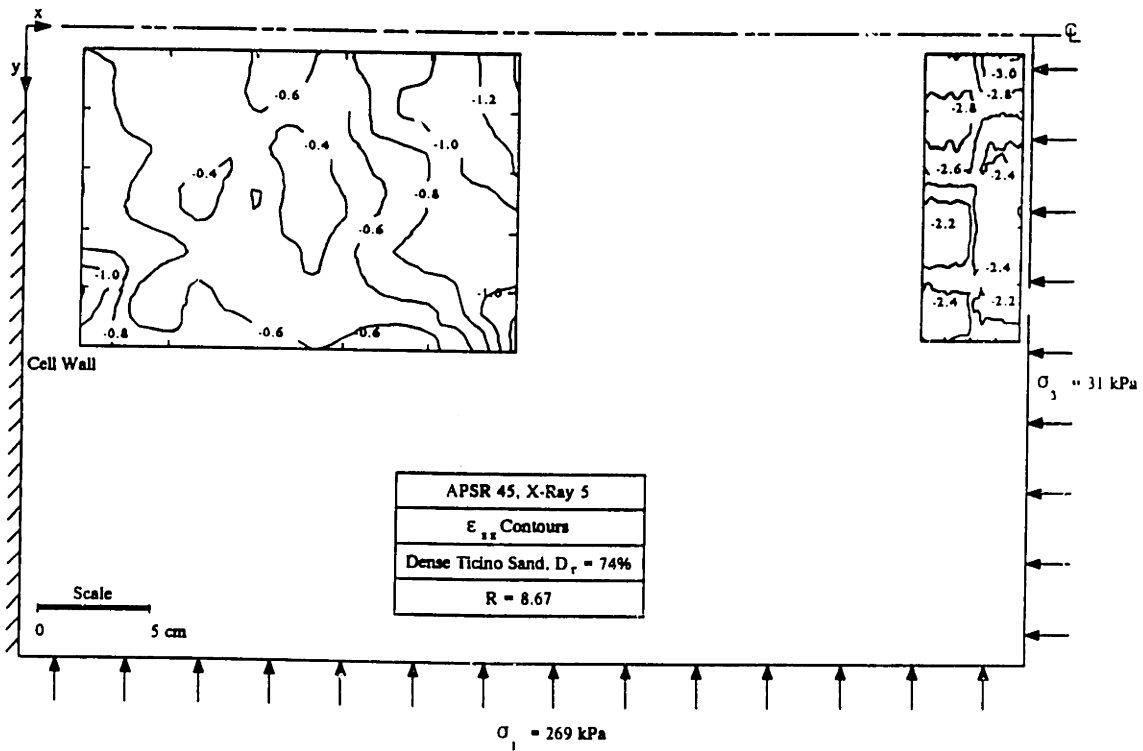 x
℄
y
-0.6
-1.2
-3.0
-2.8
-2.8
-0.4
-1.0
-0.4
-2.6
-2.4
-0.8
-0.6
-2.2
-1.0
-2.4
-1.0
-2.4
-2.2
-0.8
-0.6
-0.6
Cell Wall
σ₃ = 31 kPa
APSR 45, X-Ray 5
ε xx Contours
Dense Ticino Sand, Dᵣ = 74%
R = 8.67
Scale
0 5 cm
σ₁ = 269 kPa